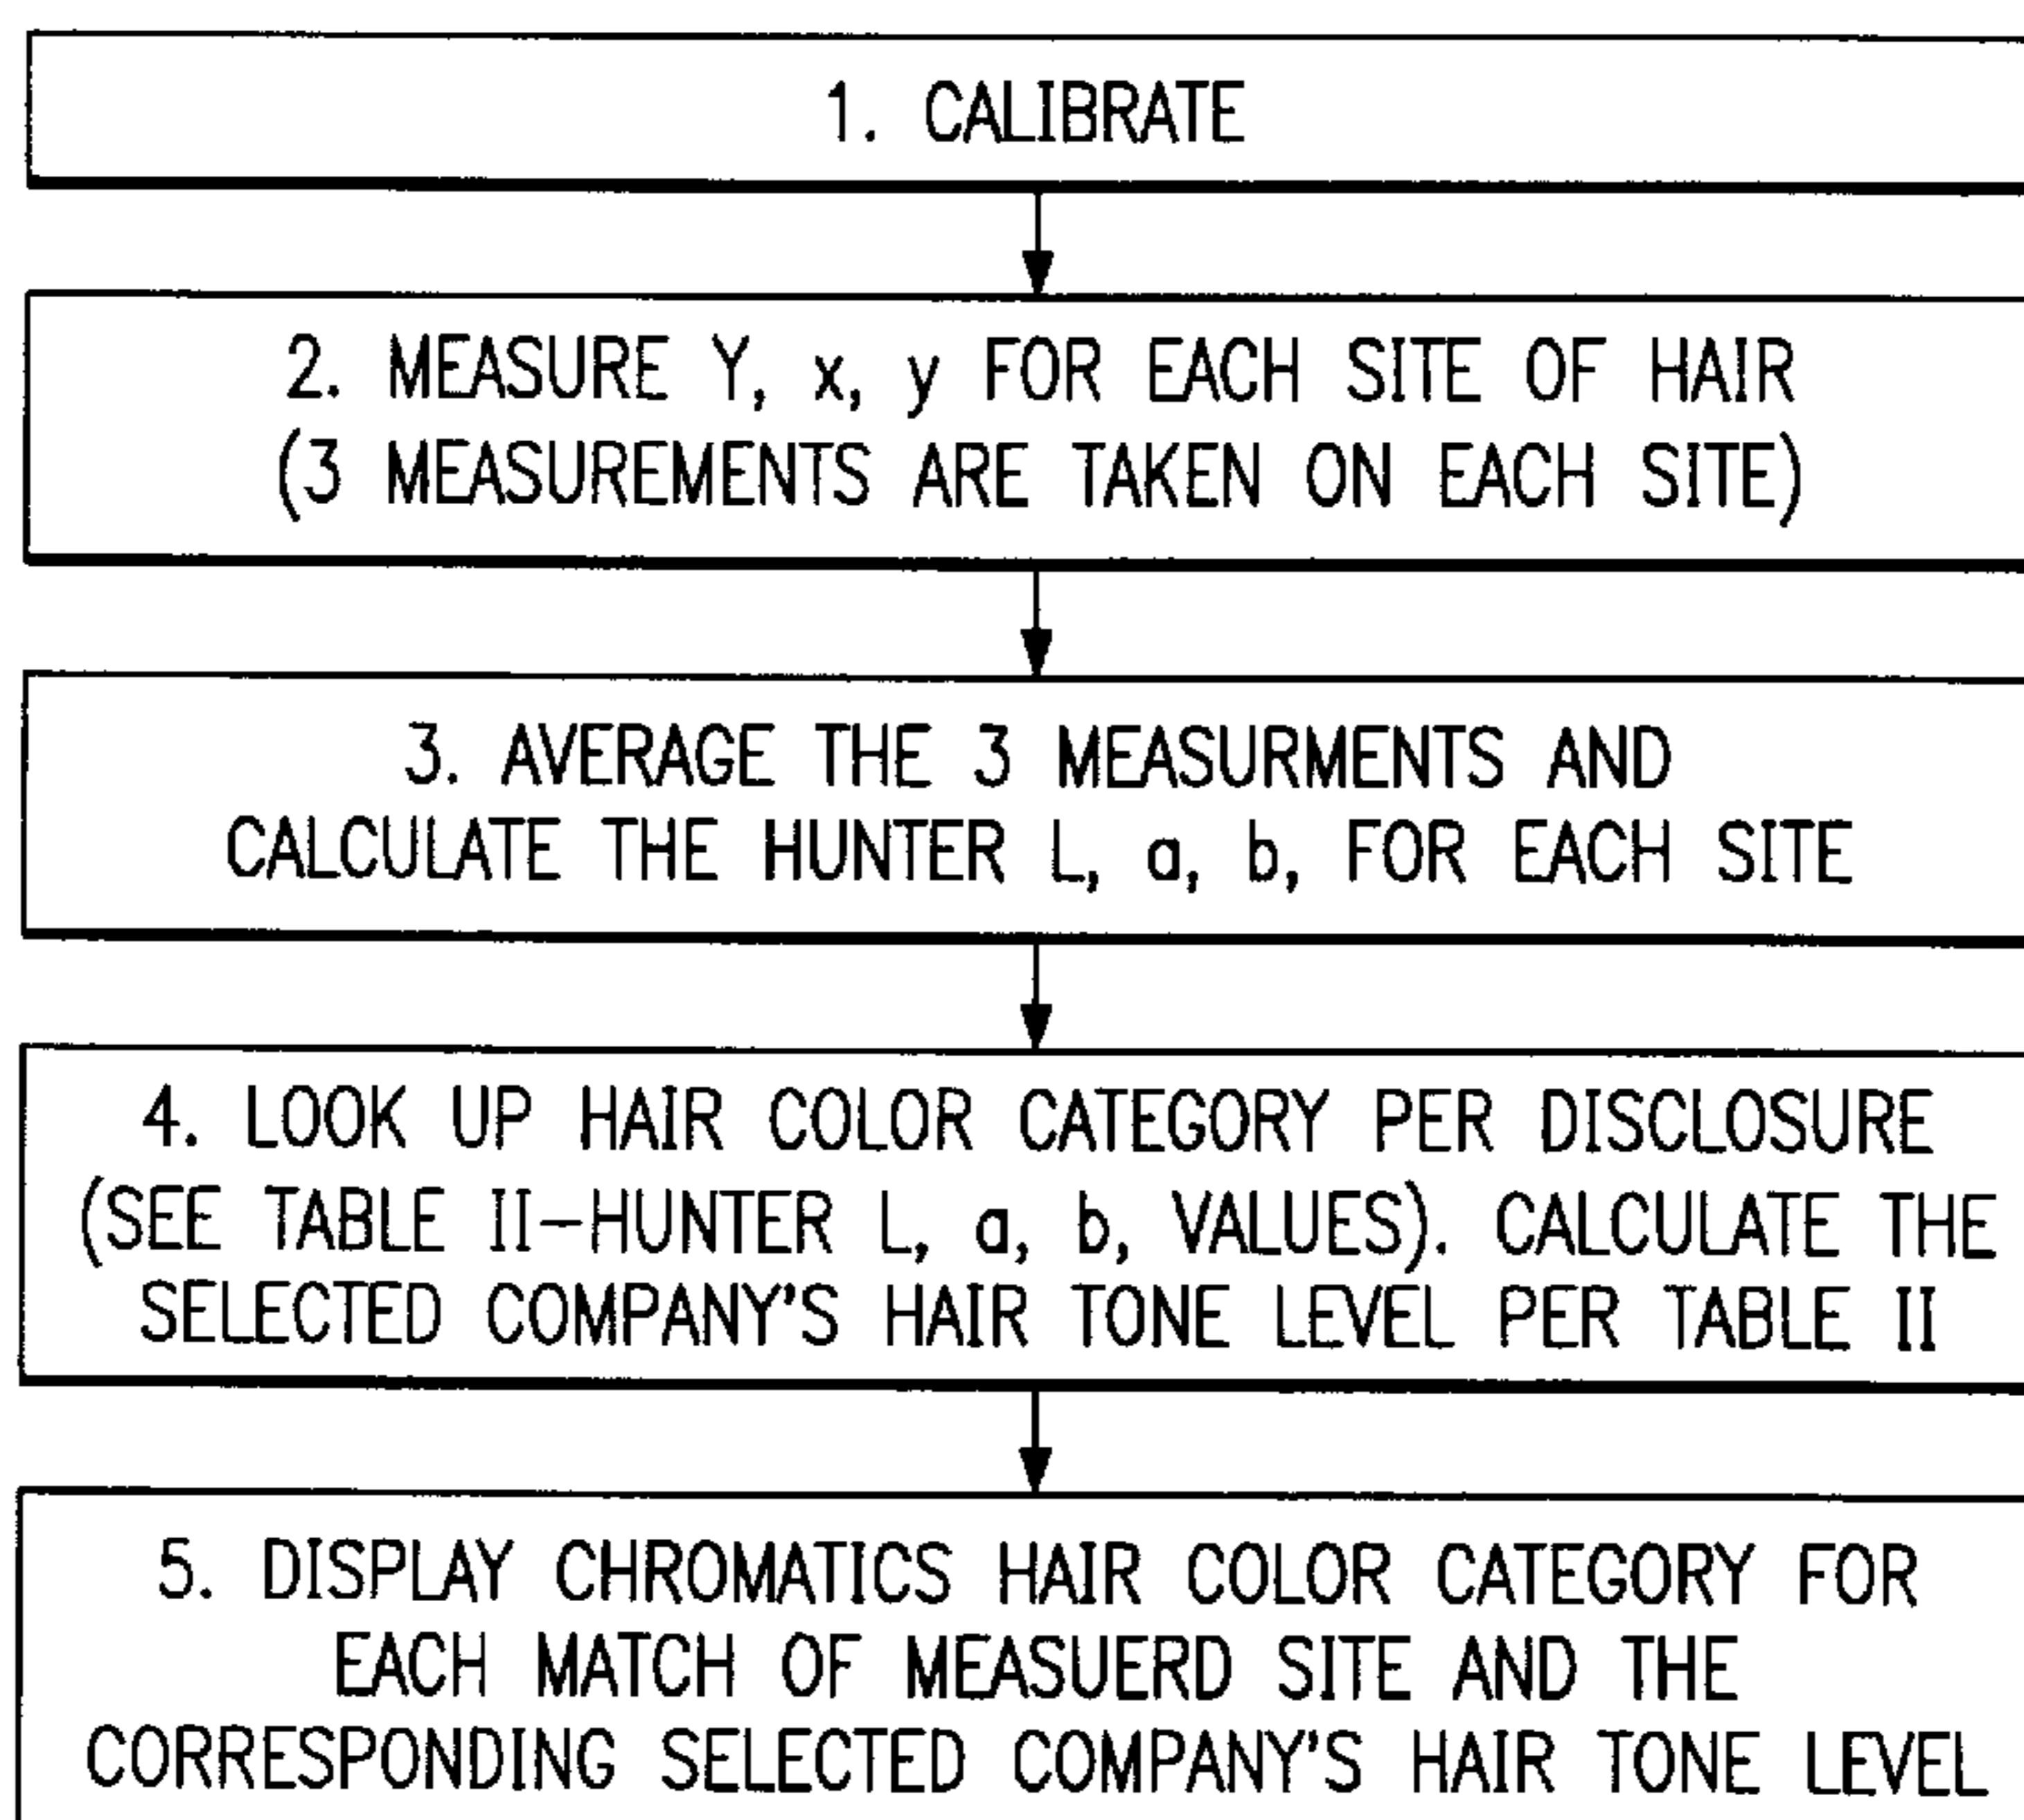 1. CALIBRATE
2. MEASURE Y, x, y FOR EACH SITE OF HAIR
(3 MEASUREMENTS ARE TAKEN ON EACH SITE)
3. AVERAGE THE 3 MEASURMENTS AND
CALCULATE THE HUNTER L, a, b, FOR EACH SITE
4. LOOK UP HAIR COLOR CATEGORY PER DISCLOSURE
(SEE TABLE II-HUNTER L, a, b, VALUES). CALCULATE THE
SELECTED COMPANY'S HAIR TONE LEVEL PER TABLE II
5. DISPLAY CHROMATICS HAIR COLOR CATEGORY FOR
EACH MATCH OF MEASUERD SITE AND THE
CORRESPONDING SELECTED COMPANY'S HAIR TONE LEVEL